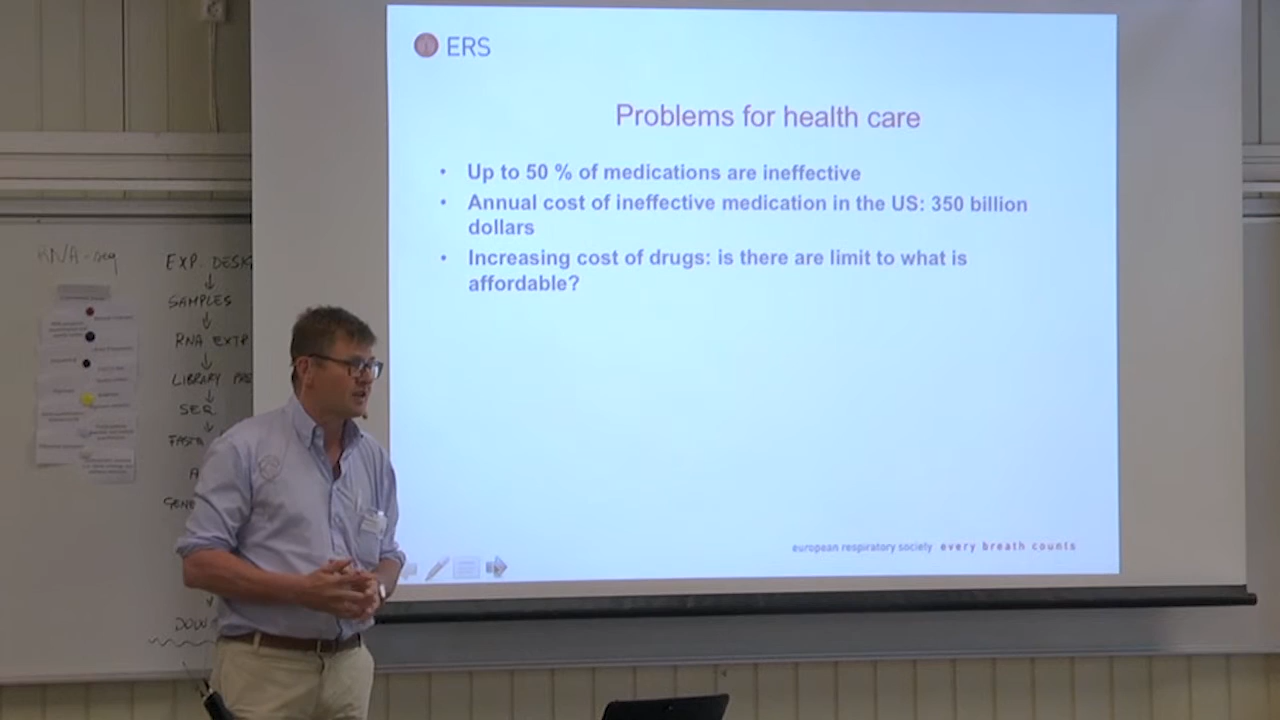 ERS
Problems for health care
• Up to 50 % of medications are ineffective
• Annual cost of ineffective medication in the US: 350 billion
dollars
• Increasing cost of drugs: is there are limit to what is
affordable?
european respiratory society every breath counts
RNA-seq
EXP. DESIG
SAMPLES
RNA EXTR
LIBRARY
SEQ